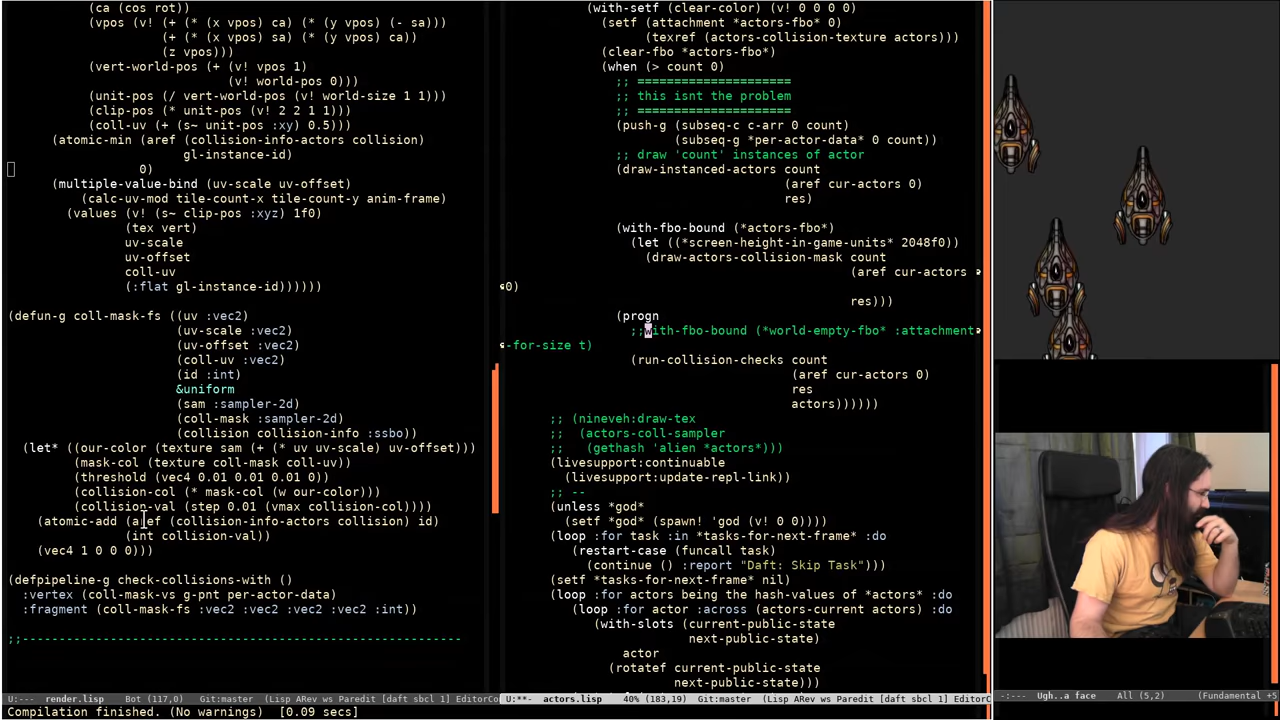 (ca (cos rot))
(vpos (v! (+ (* (x vpos) ca) (* (y vpos) (- sa)))
(+ (* (x vpos) sa) (* (y vpos) ca))
(z vpos)))
(vert-world-pos (+ (v! vpos 1)
(v! world-pos 0)))
(unit-pos (/ vert-world-pos (v! world-size 1 1)))
(clip-pos (* unit-pos (v! 2 2 1 1)))
(coll-uv (+ (s~ unit-pos :xy) 0.5)))
(atomic-min (aref (collision-info-actors collision)
gl-instance-id)
0)
(multiple-value-bind (uv-scale uv-offset)
(calc-uv-mod tile-count-x tile-count-y anim-frame)
(values (v! (s~ clip-pos :xyz) 1f0)
(tex vert)
uv-scale
uv-offset
coll-uv
(:flat gl-instance-id))))))
(defun-g coll-mask-fs ((uv :vec2)
(uv-scale :vec2)
(uv-offset :vec2)
(coll-uv :vec2)
(id :int)
&uniform
(sam :sampler-2d)
(coll-mask :sampler-2d)
(collision collision-info :ssbo))
(let* ((our-color (texture sam (+ (* uv uv-scale) uv-offset)))
(mask-col (texture coll-mask coll-uv))
(threshold (vec4 0.01 0.01 0.01 0))
(collision-col (* mask-col (w our-color)))
(collision-val (step 0.01 (vmax collision-col))))
(atomic-add (aref (collision-info-actors collision) id)
(int collision-val))
(vec4 1 0 0 0)))
(defpipeline-g check-collisions-with ()
:vertex (coll-mask-vs g-pnt per-actor-data)
:fragment (coll-mask-fs :vec2 :vec2 :vec2 :vec2 :int))
;;-------------------------------------------------------------
U:--- render.lisp Bot (117,0) Git:master (Lisp ARev ws Paredit [daft sbcl 1] EditorCo
Compilation finished. (No warnings) [0.09 secs]
(with-setf (clear-color) (v! 0 0 0 0)
(setf (attachment *actors-fbo* 0)
(texref (actors-collision-texture actors)))
(clear-fbo *actors-fbo*)
(when (> count 0)
;; =====================
;; this isnt the problem
;; =====================
(push-g (subseq-c c-arr 0 count)
(subseq-g *per-actor-data* 0 count))
;; draw 'count' instances of actor
(draw-instanced-actors count
(aref cur-actors 0)
res)
(with-fbo-bound (*actors-fbo*)
(let ((*screen-height-in-game-units* 2048f0))
(draw-actors-collision-mask count
(aref cur-actors
0)
res)))
(progn
;;with-fbo-bound (*world-empty-fbo* :attachment
-for-size t)
(run-collision-checks count
(aref cur-actors 0)
res
actors))))))
;; (nineveh:draw-tex
;; (actors-coll-sampler
;; (gethash 'alien *actors*)))
(livesupport:continuable
(livesupport:update-repl-link))
;; --
(unless *god*
(setf *god* (spawn! 'god (v! 0 0))))
(loop :for task :in *tasks-for-next-frame* :do
(restart-case (funcall task)
(continue () :report "Daft: Skip Task")))
(setf *tasks-for-next-frame* nil)
(loop :for actors being the hash-values of *actors* :do
(loop :for actor :across (actors-current actors) :do
(with-slots (current-public-state
next-public-state)
actor
(rotatef current-public-state
next-public-state)))
U:**- actors.lisp 40% (183,19) Git:master (Lisp ARev ws Paredit [daft sbcl 1] EditorC
-:--- Ugh..a face All (5,2) (Fundamental +5